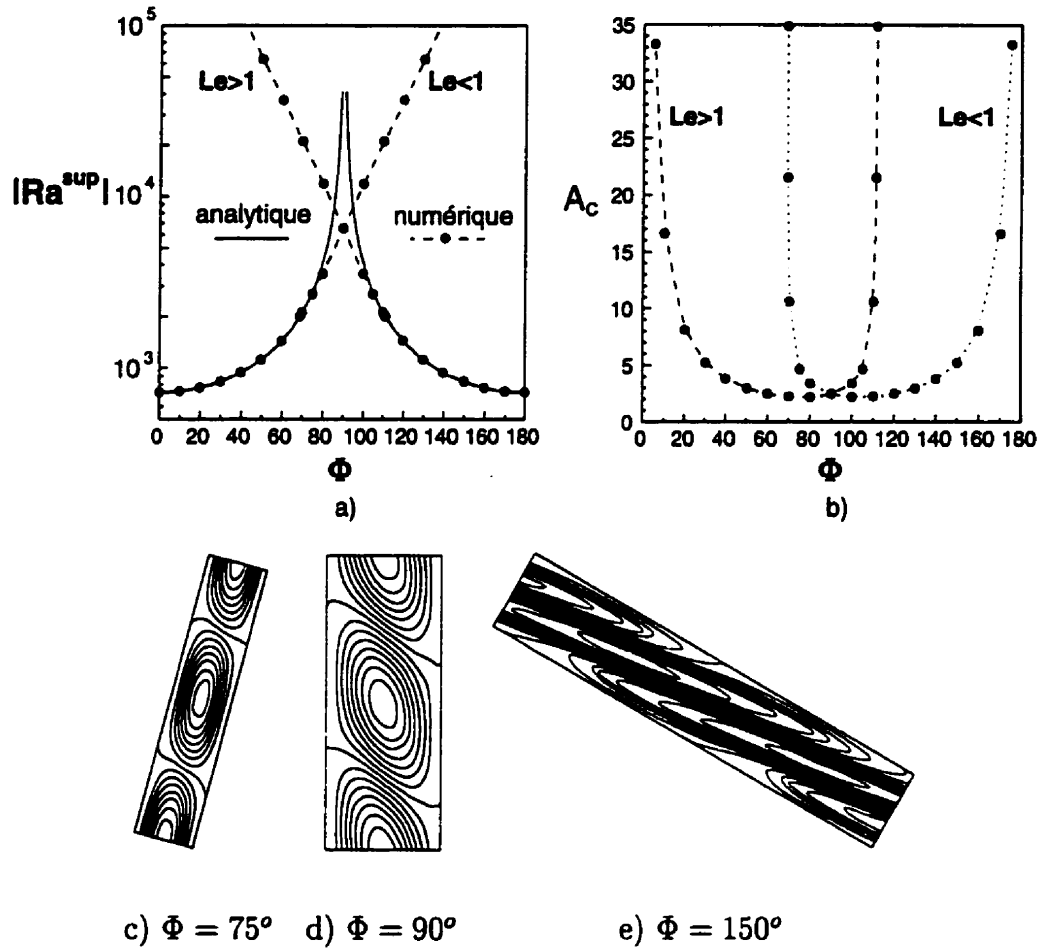 10^5
Le>1
Le<1
|Ra^sup|
10^4
analytique
numérique
10^3
0 20 40 60 80 100 120 140 160 180
Φ
a)
35
30
25
20
15
10
5
0
A_c
Le>1
Le<1
0 20 40 60 80 100 120 140 160 180
Φ
b)
c) Φ = 75°
d) Φ = 90°
e) Φ = 150°